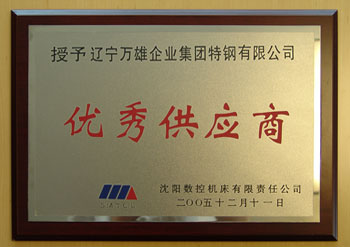 授予辽宁万雄企业集团特钢有限公司
优秀供应商
沈阳数控机床有限责任公司
二〇〇五十二月十一日